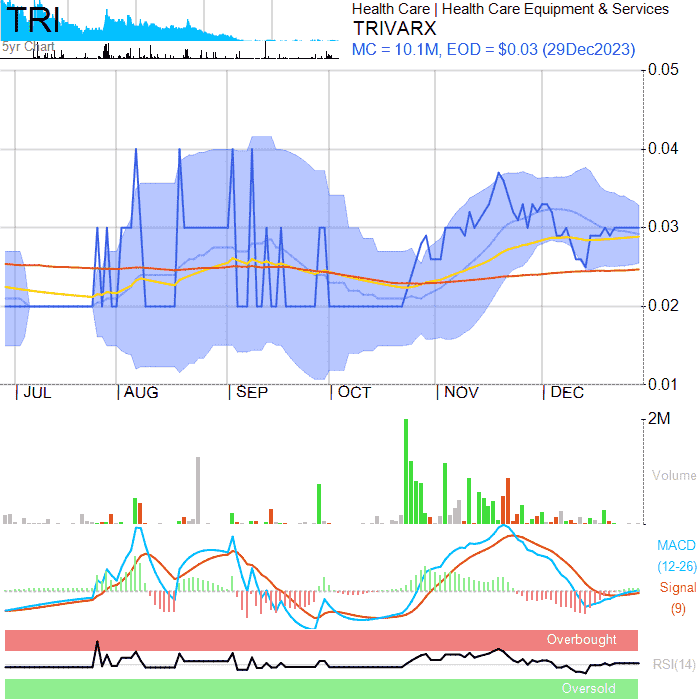 TRI
5yr Chart
Health Care | Health Care Equipment & Services
TRIVARX
MC = 10.1M, EOD = $0.03 (29Dec2023)
0.05
0.04
0.03
0.02
0.01
JUL
AUG
SEP
OCT
NOV
DEC
2M
Volume
MACD
(12-26)
Signal
(9)
Overbought
RSI(14)
Oversold